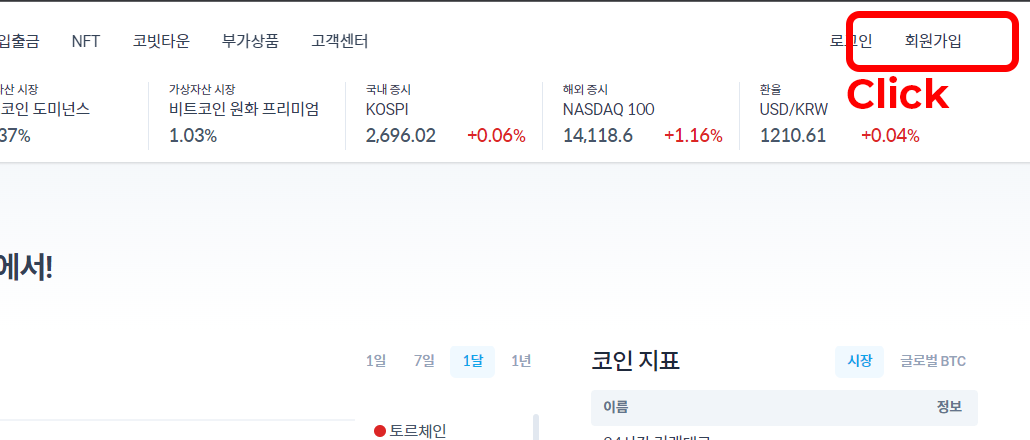 입출금 NFT 코빗타운 부가상품 고객센터 로그인 회원가입
Click
자산 시장
코인 도미넌스
37%
가상자산 시장
비트코인 원화 프리미엄
1.03%
국내 증시
KOSPI
2,696.02 +0.06%
해외 증시
NASDAQ 100
14,118.6 +1.16%
환율
USD/KRW
1210.61 +0.04%
에서!
1일 7일 1달 1년
토르체인
코인 지표 시장 글로벌 BTC
이름 정보